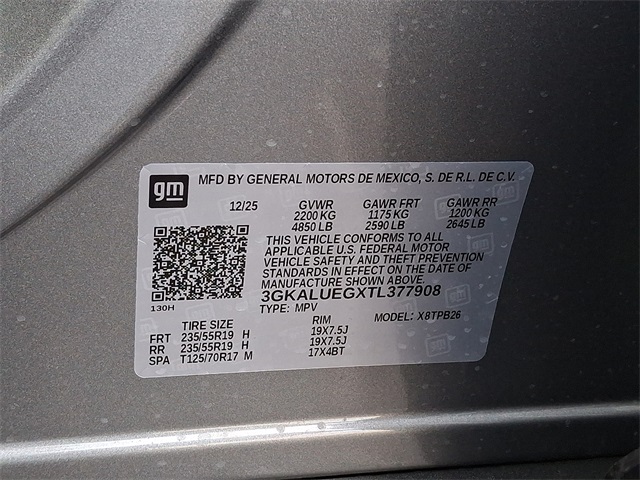 gm MFD BY GENERAL MOTORS DE MEXICO, S. DE R.L. DE C.V.
12/25 GVWR GAWR FRT GAWR RR
2200 KG 1175 KG 1200 KG
4850 LB 2590 LB 2645 LB
THIS VEHICLE CONFORMS TO ALL
APPLICABLE U.S. FEDERAL MOTOR
VEHICLE SAFETY AND THEFT PREVENTION
STANDARDS IN EFFECT ON THE DATE OF
MANUFACTURE SHOWN ABOVE.
3GKALUEGXTL377908
130H
TYPE: MPV MODEL: X8TPB26
TIRE SIZE RIM
FRT 235/55R19 H 19X7.5J
RR 235/55R19 H 19X7.5J
SPA T125/70R17 M 17X4BT